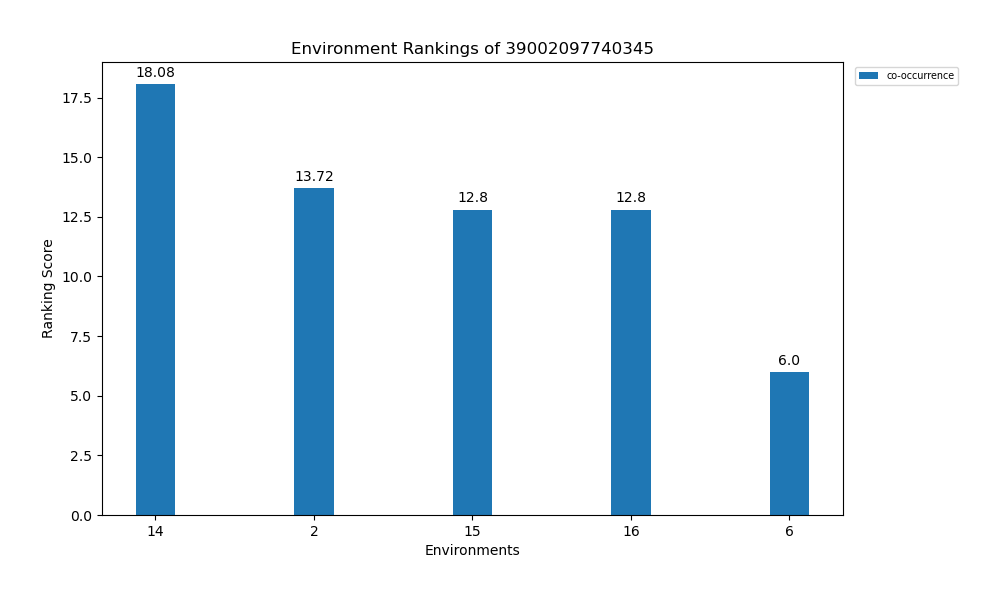 Environment Rankings of 39002097740345
co-occurrence
18.08
13.72
12.8
12.8
6.0
Ranking Score
17.5
15.0
12.5
10.0
7.5
5.0
2.5
0.0
14 2 15 16 6
Environments